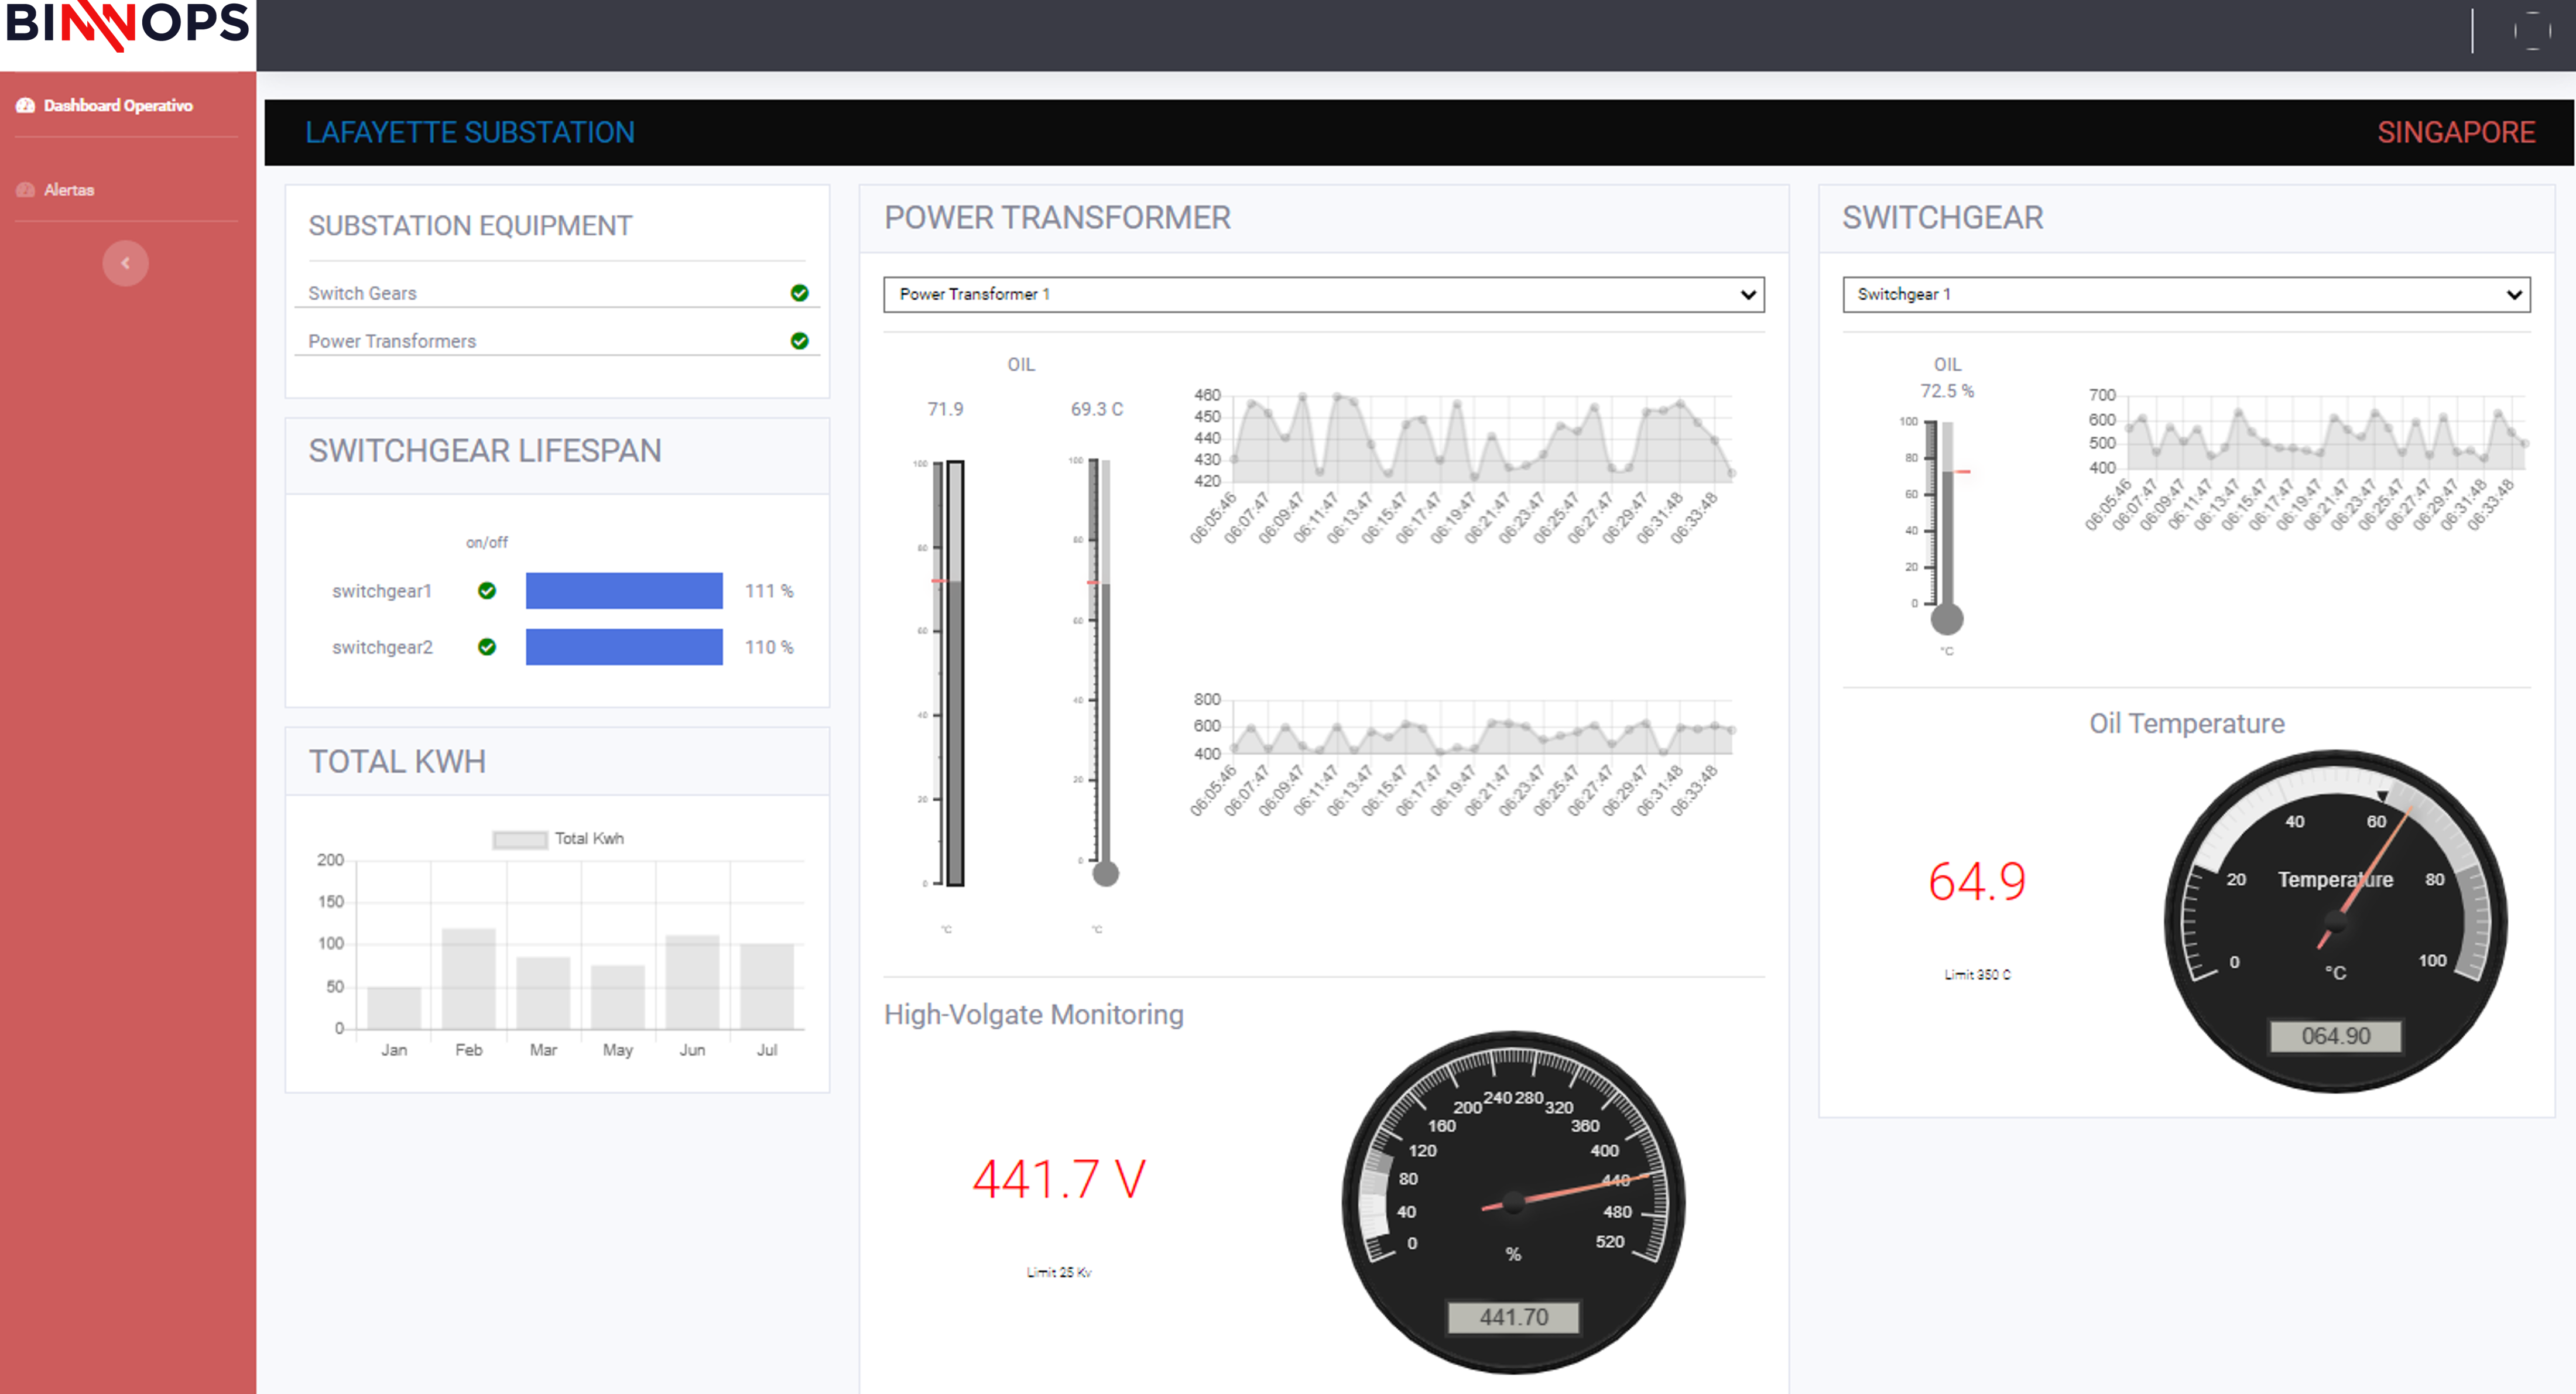 BINNOPS
Dashboard Operativo
Alertas
LAFAYETTE SUBSTATION
SINGAPORE
SUBSTATION EQUIPMENT
Switch Gears
Power Transformers
SWITCHGEAR LIFESPAN
on/off
switchgear1 111 %
switchgear2 110 %
TOTAL KWH
Total Kwh
200
150
100
50
0
Jan Feb Mar May Jun Jul
POWER TRANSFORMER
Power Transformer 1
OIL
71.9
69.3 C
100
80
60
40
20
0
°C
100
80
60
40
20
0
°C
460
450
440
430
420
06:05:46 06:07:47 06:09:47 06:11:47 06:13:47 06:15:47 06:17:47 06:19:47 06:21:47 06:23:47 06:25:47 06:27:47 06:29:47 06:31:48 06:33:48
800
600
400
06:05:46 06:07:47 06:09:47 06:11:47 06:13:47 06:15:47 06:17:47 06:19:47 06:21:47 06:23:47 06:25:47 06:27:47 06:29:47 06:31:48 06:33:48
High-Volgate Monitoring
441.7 V
Limit 25 Kv
0 40 80 120 160 200 240 280 320 360 400 440 480 520
%
441.70
SWITCHGEAR
Switchgear 1
OIL
72.5 %
100
80
60
40
20
0
°C
700
600
500
400
06:05:46 06:07:47 06:09:47 06:11:47 06:13:47 06:15:47 06:17:47 06:19:47 06:21:47 06:23:47 06:25:47 06:27:47 06:29:47 06:31:48 06:33:48
Oil Temperature
64.9
Limit 350 C
0 20 40 60 80 100
Temperature
°C
064.90